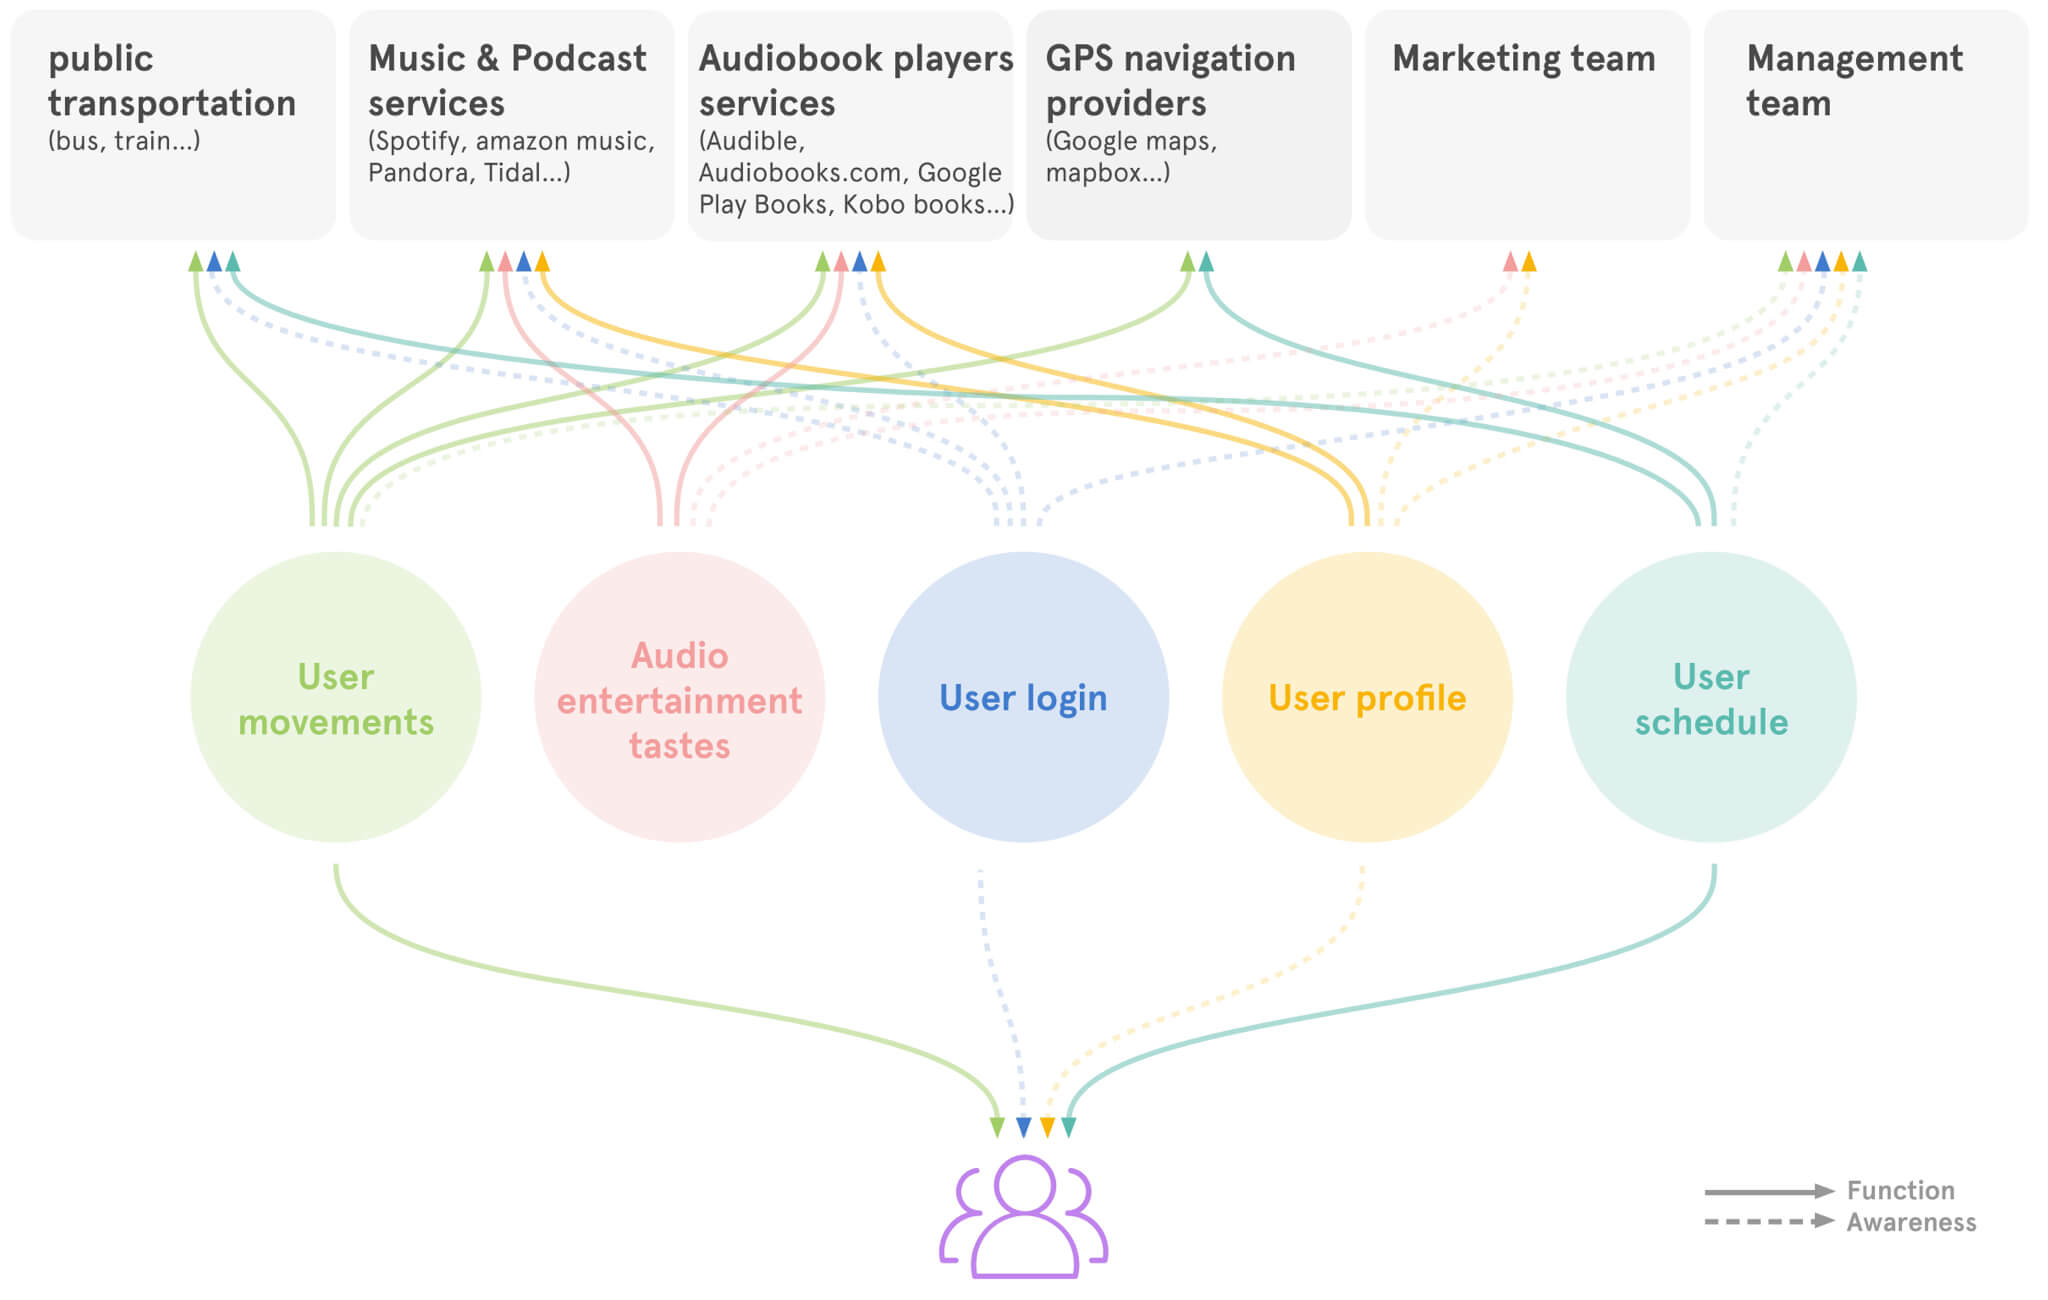 public
transportation
(bus, train...)
Music & Podcast
services
(Spotify, amazon music,
Pandora, Tidal...)
Audiobook players
services
(Audible,
Audiobooks.com, Google
Play Books, Kobo books...)
GPS navigation
providers
(Google maps,
mapbox...)
Marketing team
Management
team
User
movements
Audio
entertainment
tastes
User login
User profile
User
schedule
Function
Awareness